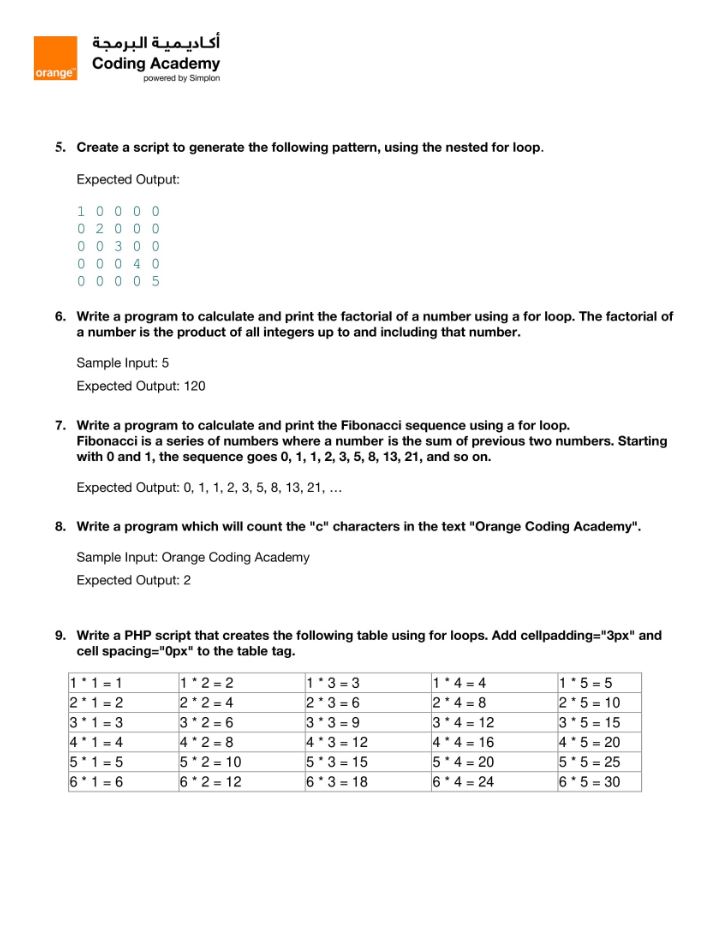 أكاديمية البرمجة
orange™
Coding Academy
powered by Simplon
5. Create a script to generate the following pattern, using the nested for loop.
Expected Output:
1 0 0 0 0
0 2 0 0 0
0 0 3 0 0
0 0 0 4 0
0 0 0 0 5
6. Write a program to calculate and print the factorial of a number using a for loop. The factorial of
a number is the product of all integers up to and including that number.
Sample Input: 5
Expected Output: 120
7. Write a program to calculate and print the Fibonacci sequence using a for loop.
Fibonacci is a series of numbers where a number is the sum of previous two numbers. Starting
with 0 and 1, the sequence goes 0, 1, 1, 2, 3, 5, 8, 13, 21, and so on.
Expected Output: 0, 1, 1, 2, 3, 5, 8, 13, 21, ...
8. Write a program which will count the "c" characters in the text "Orange Coding Academy".
Sample Input: Orange Coding Academy
Expected Output: 2
9. Write a PHP script that creates the following table using for loops. Add cellpadding="3px" and
cell spacing="0px" to the table tag.
1 * 1 = 1 1 * 2 = 2 1 * 3 = 3 1 * 4 = 4 1 * 5 = 5
2 * 1 = 2 2 * 2 = 4 2 * 3 = 6 2 * 4 = 8 2 * 5 = 10
3 * 1 = 3 3 * 2 = 6 3 * 3 = 9 3 * 4 = 12 3 * 5 = 15
4 * 1 = 4 4 * 2 = 8 4 * 3 = 12 4 * 4 = 16 4 * 5 = 20
5 * 1 = 5 5 * 2 = 10 5 * 3 = 15 5 * 4 = 20 5 * 5 = 25
6 * 1 = 6 6 * 2 = 12 6 * 3 = 18 6 * 4 = 24 6 * 5 = 30